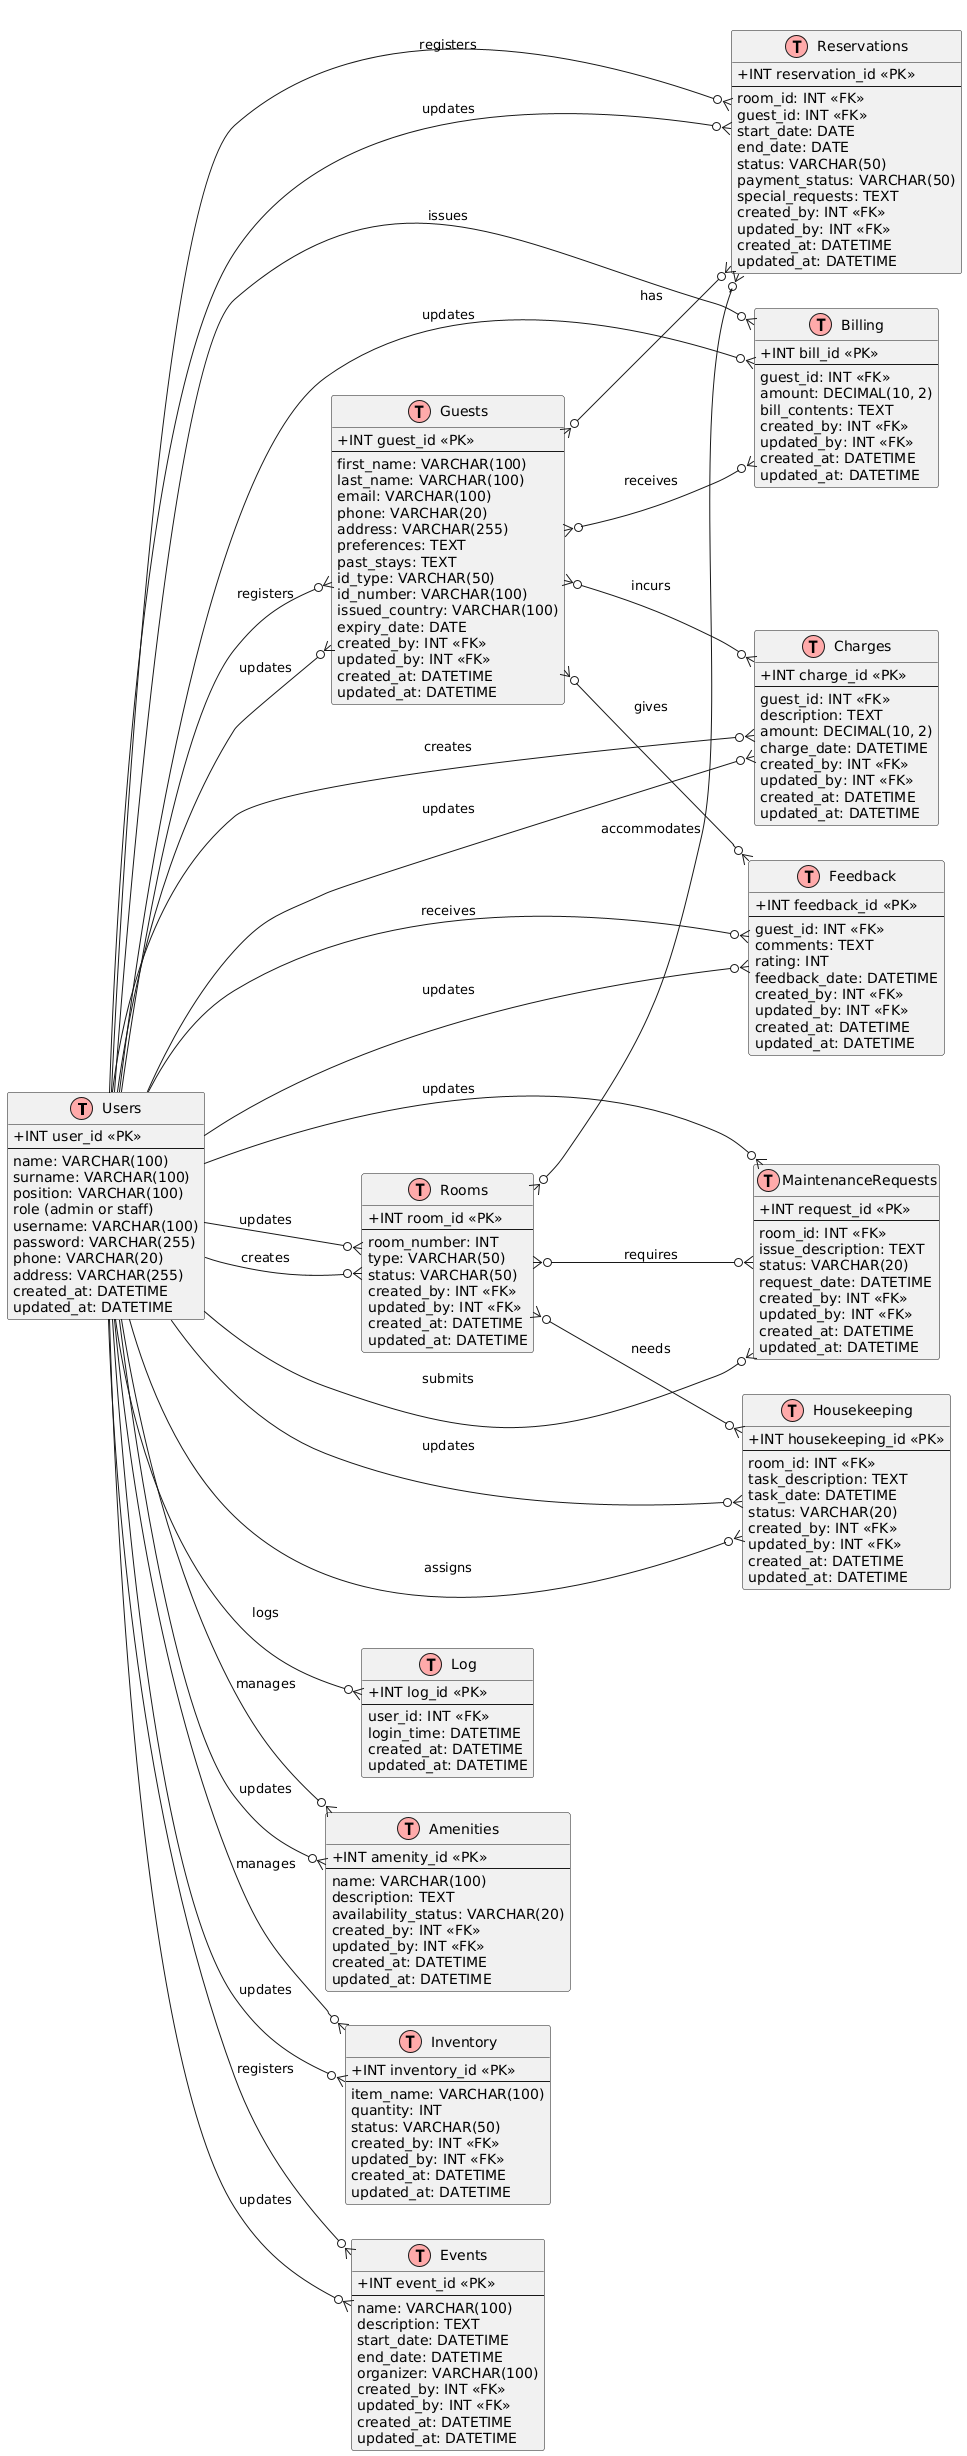 registers
updates
issues
updates
has
receives
registers
incurs
updates
gives
creates
updates
accommodates
receives
updates
updates
updates
creates
requires
needs
submits
updates
assigns
logs
manages
updates
manages
updates
registers
updates
T Reservations
+INT reservation_id «PK»
room_id: INT «FK»
guest_id: INT «FK»
start_date: DATE
end_date: DATE
status: VARCHAR(50)
payment_status: VARCHAR(50)
special_requests: TEXT
created_by: INT «FK»
updated_by: INT «FK»
created_at: DATETIME
updated_at: DATETIME
T Billing
+INT bill_id «PK»
guest_id: INT «FK»
amount: DECIMAL(10, 2)
bill_contents: TEXT
created_by: INT «FK»
updated_by: INT «FK»
created_at: DATETIME
updated_at: DATETIME
T Guests
+INT guest_id «PK»
first_name: VARCHAR(100)
last_name: VARCHAR(100)
email: VARCHAR(100)
phone: VARCHAR(20)
address: VARCHAR(255)
preferences: TEXT
past_stays: TEXT
id_type: VARCHAR(50)
id_number: VARCHAR(100)
issued_country: VARCHAR(100)
expiry_date: DATE
created_by: INT «FK»
updated_by: INT «FK»
created_at: DATETIME
updated_at: DATETIME
T Charges
+INT charge_id «PK»
guest_id: INT «FK»
description: TEXT
amount: DECIMAL(10, 2)
charge_date: DATETIME
created_by: INT «FK»
updated_by: INT «FK»
created_at: DATETIME
updated_at: DATETIME
T Feedback
+INT feedback_id «PK»
guest_id: INT «FK»
comments: TEXT
rating: INT
feedback_date: DATETIME
created_by: INT «FK»
updated_by: INT «FK»
created_at: DATETIME
updated_at: DATETIME
T Users
+INT user_id «PK»
name: VARCHAR(100)
surname: VARCHAR(100)
position: VARCHAR(100)
role (admin or staff)
username: VARCHAR(100)
password: VARCHAR(255)
phone: VARCHAR(20)
address: VARCHAR(255)
created_at: DATETIME
updated_at: DATETIME
T Rooms
+INT room_id «PK»
room_number: INT
type: VARCHAR(50)
status: VARCHAR(50)
created_by: INT «FK»
updated_by: INT «FK»
created_at: DATETIME
updated_at: DATETIME
T MaintenanceRequests
+INT request_id «PK»
room_id: INT «FK»
issue_description: TEXT
status: VARCHAR(20)
request_date: DATETIME
created_by: INT «FK»
updated_by: INT «FK»
created_at: DATETIME
updated_at: DATETIME
T Housekeeping
+INT housekeeping_id «PK»
room_id: INT «FK»
task_description: TEXT
task_date: DATETIME
status: VARCHAR(20)
created_by: INT «FK»
updated_by: INT «FK»
created_at: DATETIME
updated_at: DATETIME
T Log
+INT log_id «PK»
user_id: INT «FK»
login_time: DATETIME
created_at: DATETIME
updated_at: DATETIME
T Amenities
+INT amenity_id «PK»
name: VARCHAR(100)
description: TEXT
availability_status: VARCHAR(20)
created_by: INT «FK»
updated_by: INT «FK»
created_at: DATETIME
updated_at: DATETIME
T Inventory
+INT inventory_id «PK»
item_name: VARCHAR(100)
quantity: INT
status: VARCHAR(50)
created_by: INT «FK»
updated_by: INT «FK»
created_at: DATETIME
updated_at: DATETIME
T Events
+INT event_id «PK»
name: VARCHAR(100)
description: TEXT
start_date: DATETIME
end_date: DATETIME
organizer: VARCHAR(100)
created_by: INT «FK»
updated_by: INT «FK»
created_at: DATETIME
updated_at: DATETIME